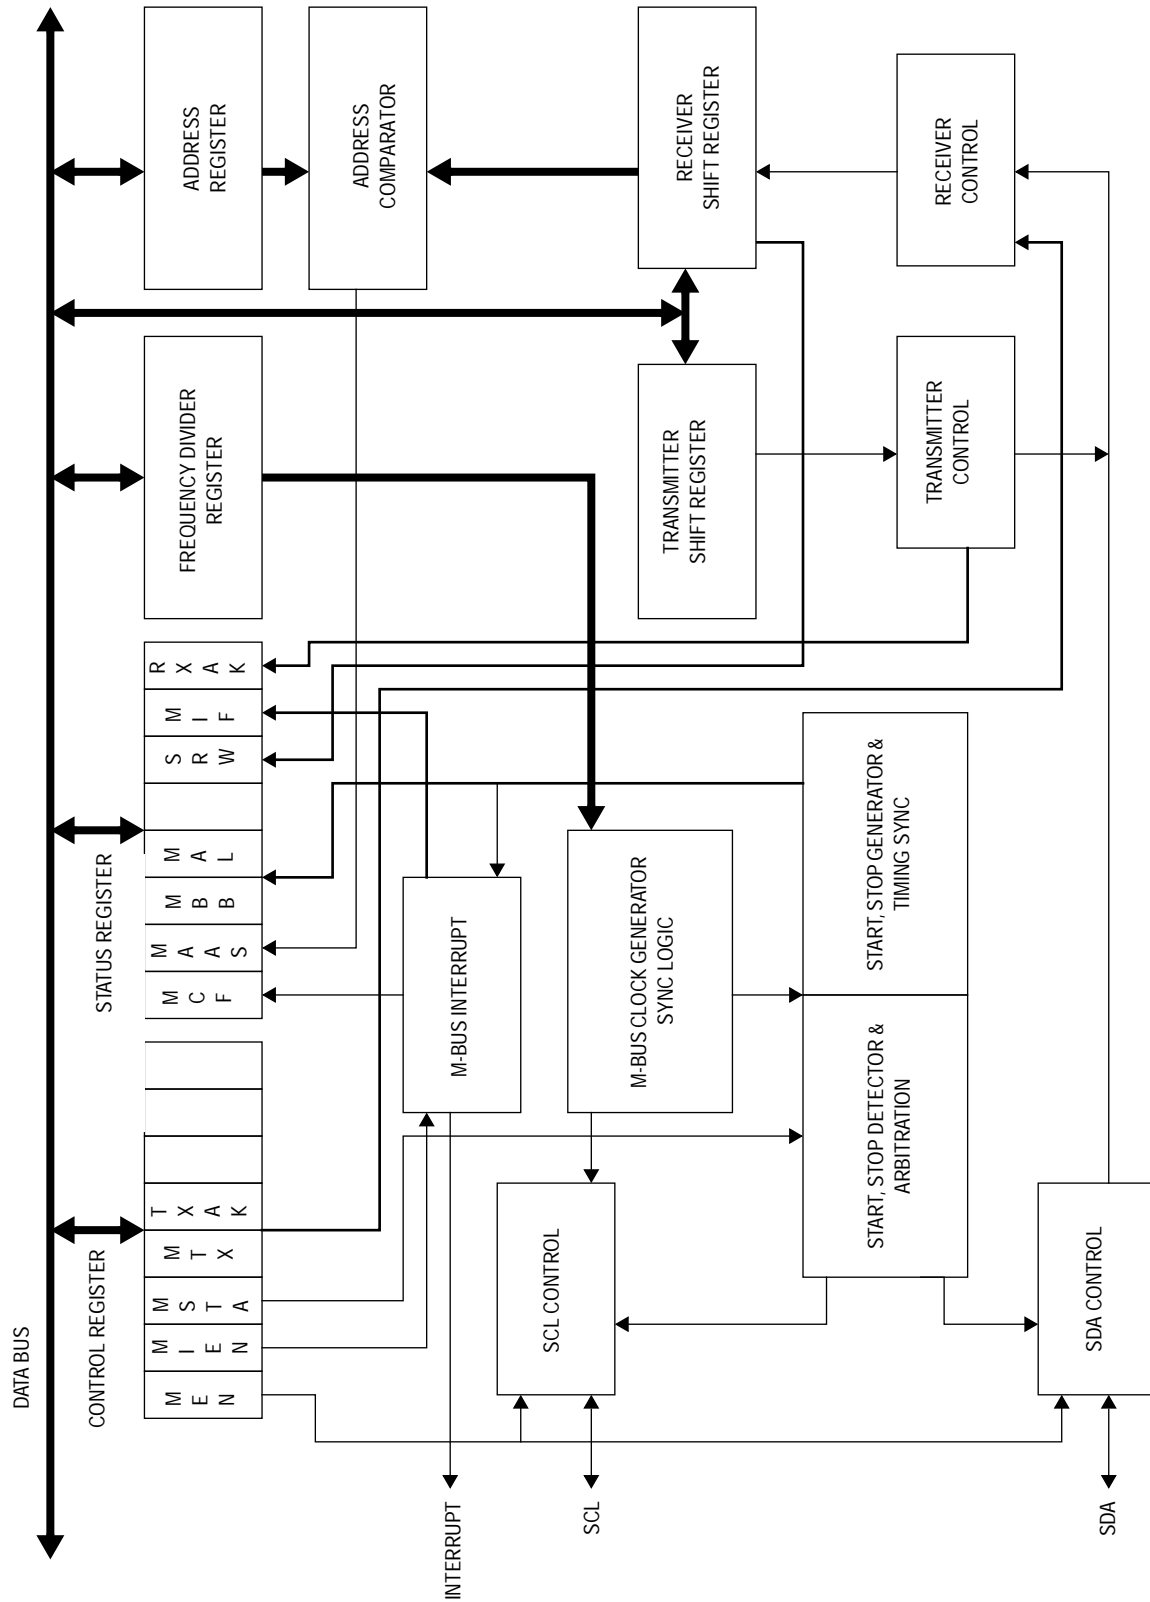 DATA BUS
CONTROL REGISTER
STATUS REGISTER
MEN
MIEN
MSTA
MTX
TXAK
MCF
MAAS
MBB
MAL
SRW
MIF
RXAK
FREQUENCY DIVIDER
REGISTER
ADDRESS
REGISTER
ADDRESS
COMPARATOR
M-BUS INTERRUPT
INTERRUPT
SCL CONTROL
SCL
M-BUS CLOCK GENERATOR
SYNC LOGIC
TRANSMITTER
SHIFT REGISTER
RECEIVER
SHIFT REGISTER
START, STOP DETECTOR &
ARBITRATION
START, STOP GENERATOR &
TIMING SYNC
TRANSMITTER
CONTROL
RECEIVER
CONTROL
SDA CONTROL
SDA